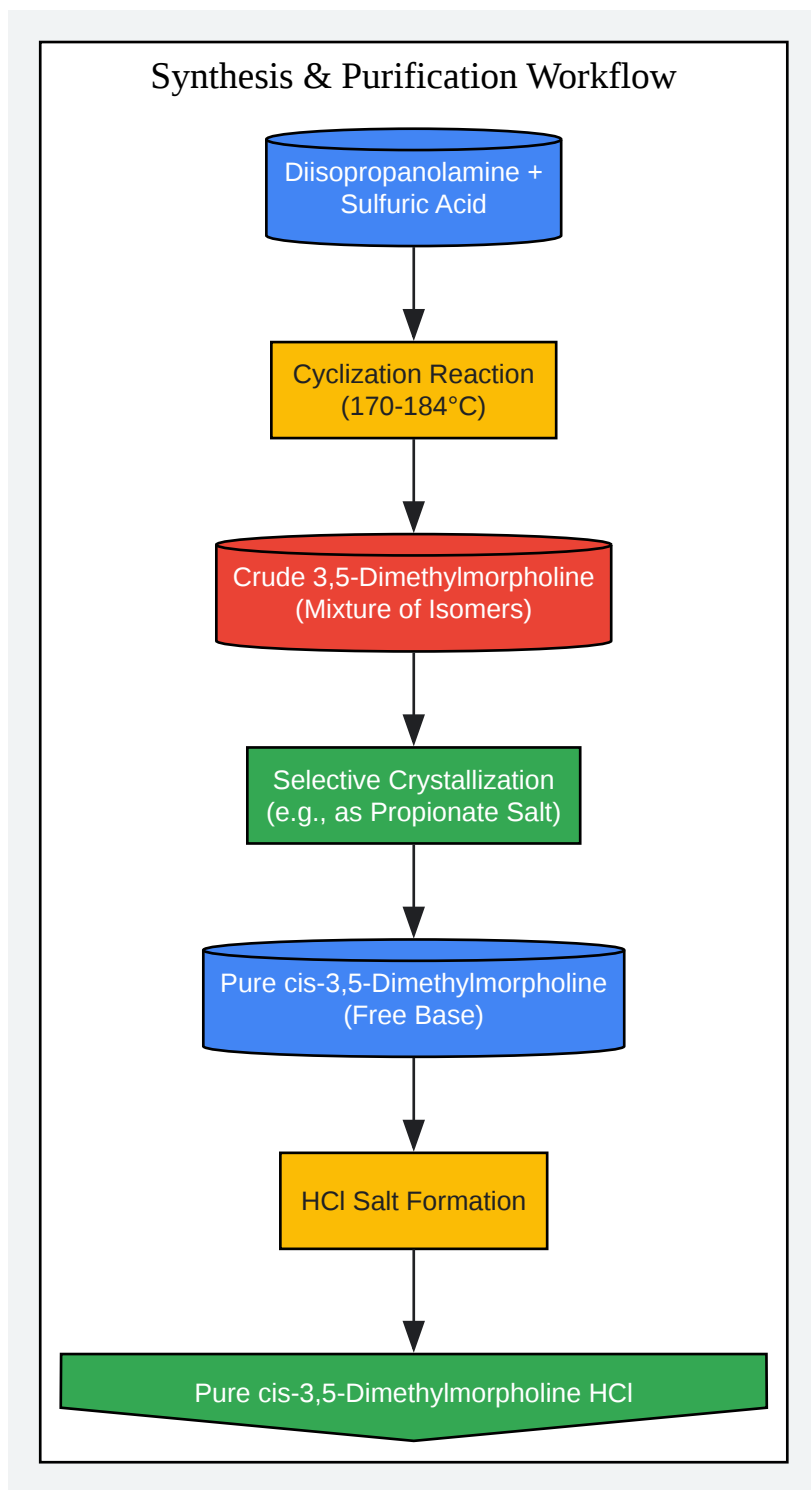 Synthesis & Purification Workflow
Diisopropanolamine +
Sulfuric Acid
Cyclization Reaction
(170-184°C)
Crude 3,5-Dimethylmorpholine
(Mixture of Isomers)
Selective Crystallization
(e.g., as Propionate Salt)
Pure cis-3,5-Dimethylmorpholine
(Free Base)
HCl Salt Formation
Pure cis-3,5-Dimethylmorpholine HCl